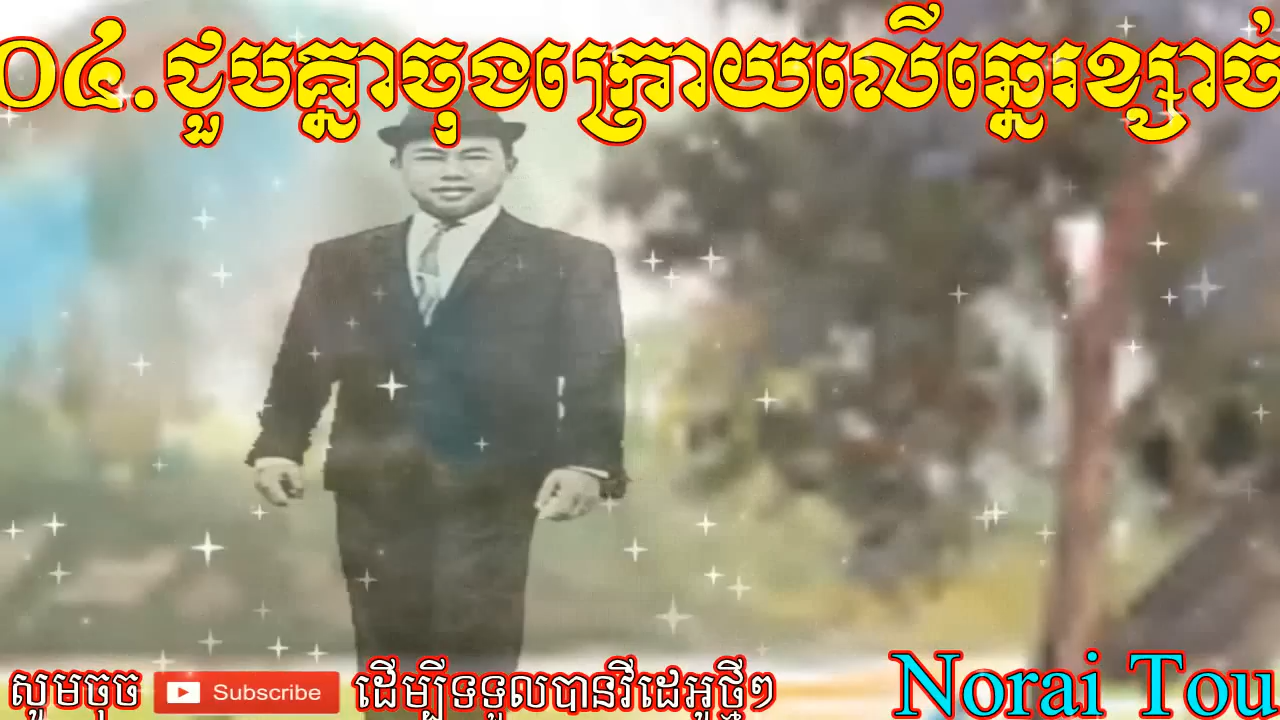 ០៤.ជួបគ្នាចុងក្រោយលើឆ្នេរខ្សាច់
សូមចុច Subscribe ដើម្បីទទួលបានវីដេអូថ្មីៗ
Norai Tou